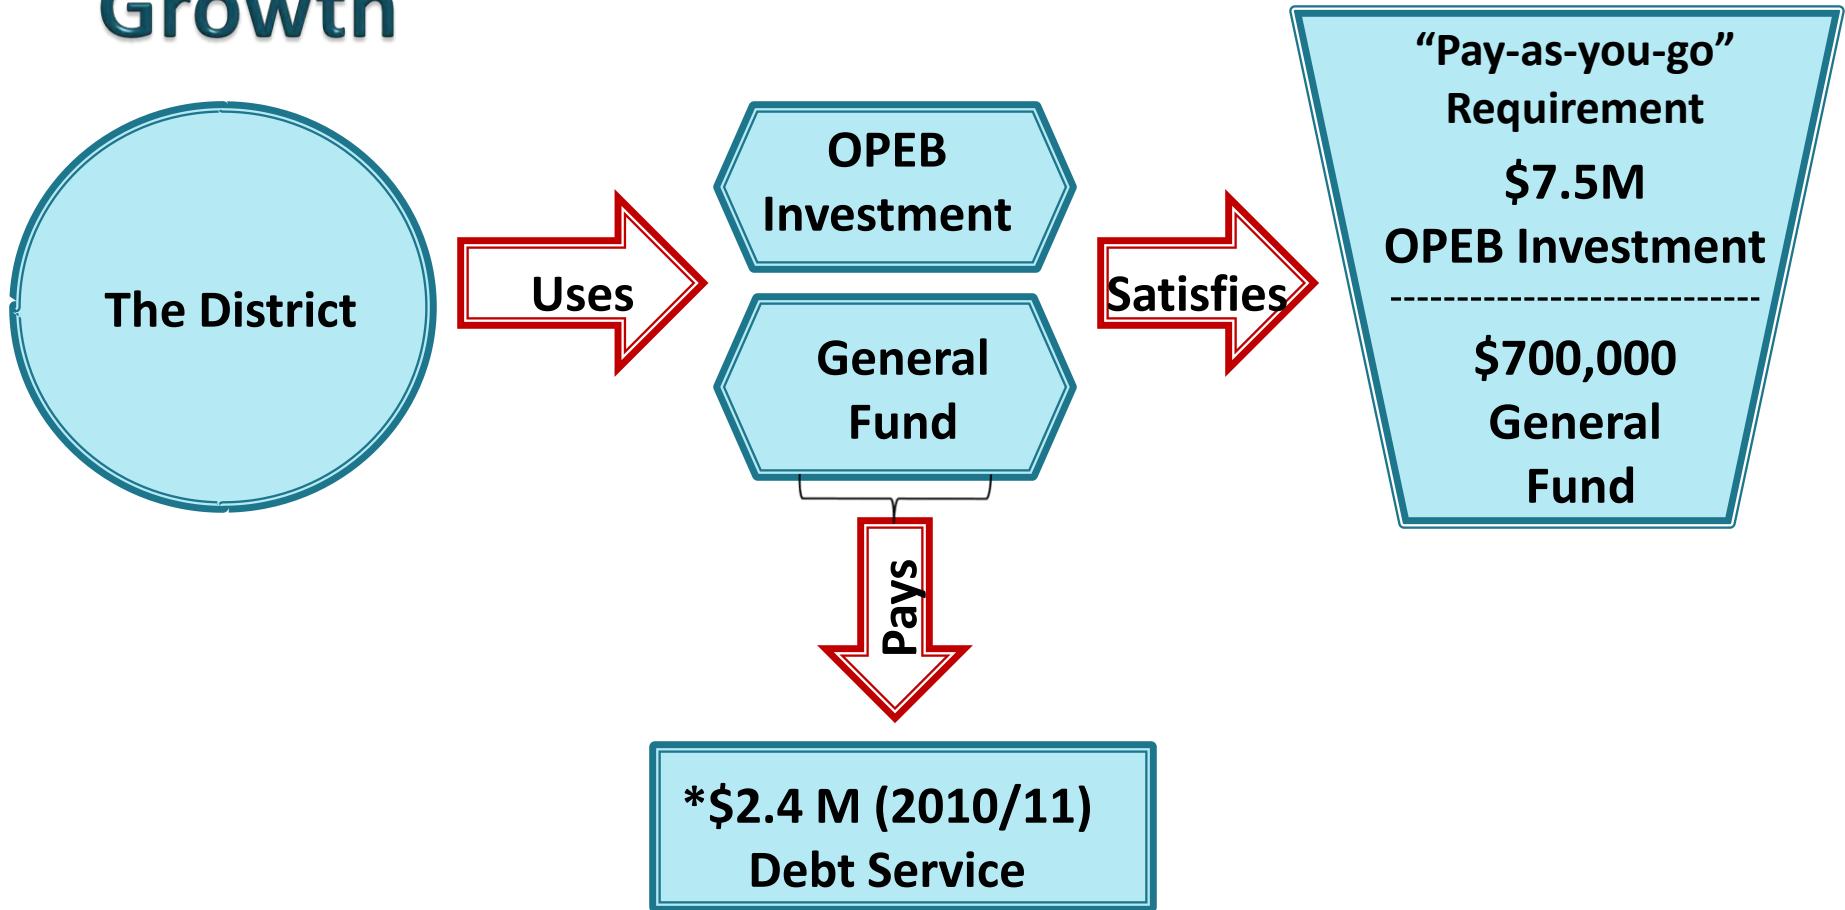 Growth
The District
Uses
OPEB
Investment
General
Fund
Satisfies
“Pay-as-you-go”
Requirement
$7.5M
OPEB Investment
----------------------------
$700,000
General
Fund
Pays
*$2.4 M (2010/11)
Debt Service